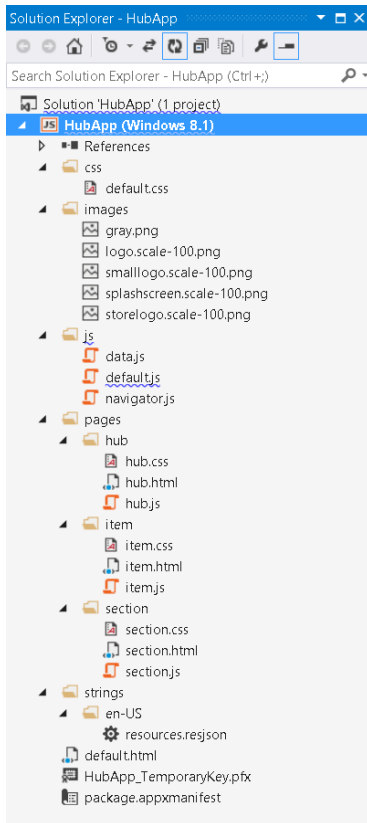 Solution Explorer - HubApp
Search Solution Explorer - HubApp (Ctrl+;)
Solution 'HubApp' (1 project)
JS HubApp (Windows 8.1)
References
css
default.css
images
gray.png
logo.scale-100.png
smalllogo.scale-100.png
splashscreen.scale-100.png
storelogo.scale-100.png
js
data.js
default.js
navigator.js
pages
hub
hub.css
hub.html
hub.js
item
item.css
item.html
item.js
section
section.css
section.html
section.js
strings
en-US
resources.resjson
default.html
HubApp_TemporaryKey.pfx
package.appxmanifest